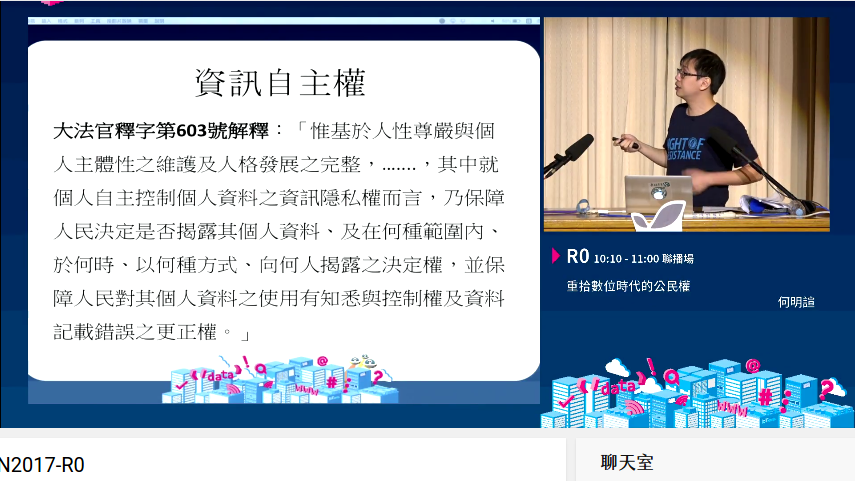 資訊自主權
大法官釋字第603號解釋：「惟基於人性尊嚴與個
人主體性之維護及人格發展之完整，.......，其中就
個人自主控制個人資料之資訊隱私權而言，乃保障
人民決定是否揭露其個人資料、及在何種範圍內、
於何時、以何種方式、向何人揭露之決定權，並保
障人民對其個人資料之使用有知悉與控制權及資料
記載錯誤之更正權。」
data
@
www
#
?
IGHT OF
SISTANCE
R0 10:10 - 11:00 聯播場
重拾數位時代的公民權
何明諠
data
@
www
#
?
N2017-R0
聊天室